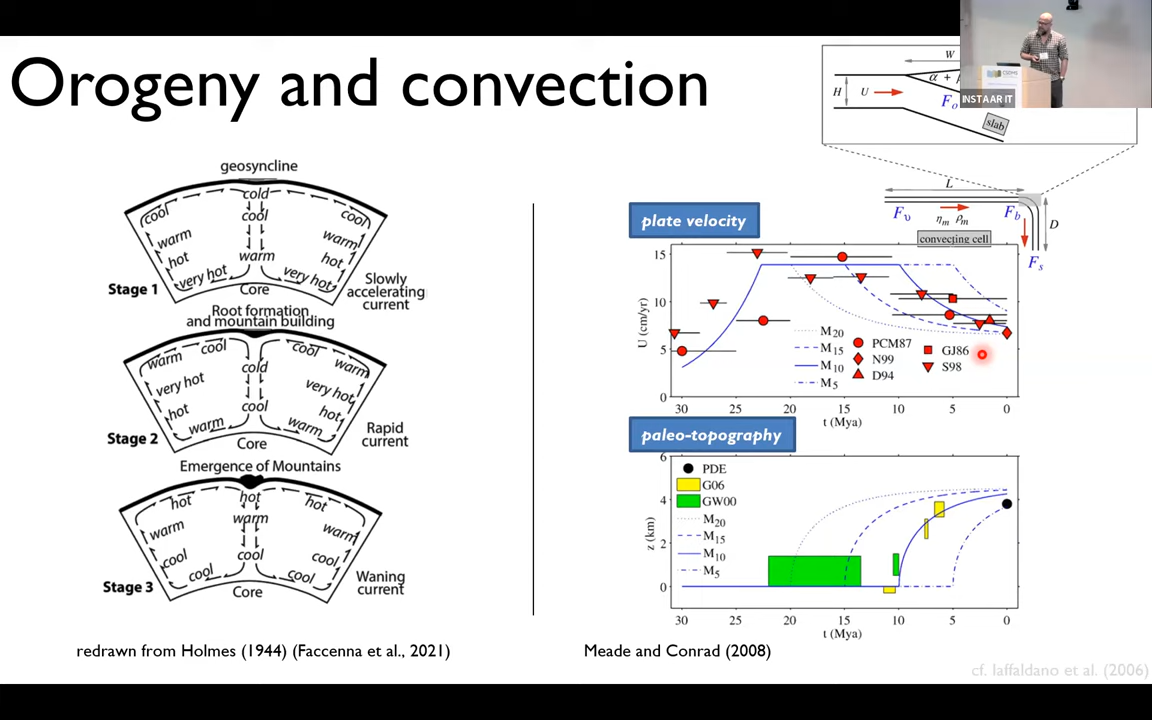 Orogeny and convection
INSTAAR IT
W
H
U
slab
L
D
convecting cell
geosyncline
cold
cool
cool
cool
warm
warm
hot
warm
hot
very hot
very hot
Core
Stage 1
Slowly
accelerating
current
Root formation
and mountain building
warm
cool
cool
warm
cold
very hot
very hot
hot
cool
hot
warm
warm
Core
Stage 2
Rapid
current
Emergence of Mountains
hot
hot
hot
warm
warm
warm
cool
cool
cool
cool
cool
Core
Stage 3
Waning
current
redrawn from Holmes (1944) (Faccenna et al., 2021)
plate velocity
U (cm/yr)
15
10
5
0
M20
M15
M10
M5
PCM87
N99
D94
GJ86
S98
30 25 20 15 10 5 0
t (Mya)
paleo-topography
z (km)
6
4
2
0
PDE
G06
GW00
M20
M15
M10
M5
30 25 20 15 10 5 0
t (Mya)
Meade and Conrad (2008)
cf. Iaffaldano et al. (2006)